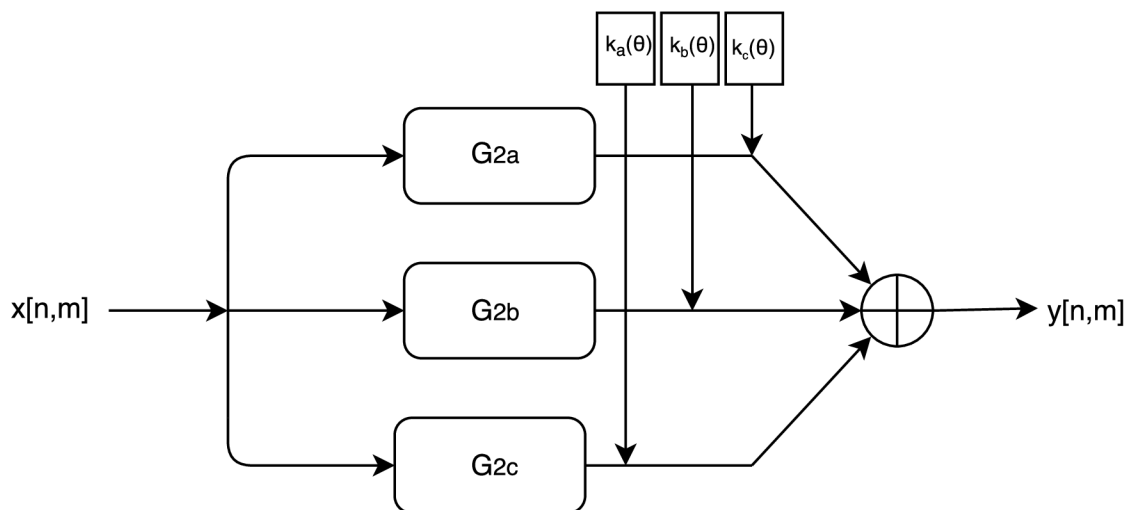 kₐ(θ) k_b(θ) k_c(θ)
G2a
x[n,m] G2b y[n,m]
G2c